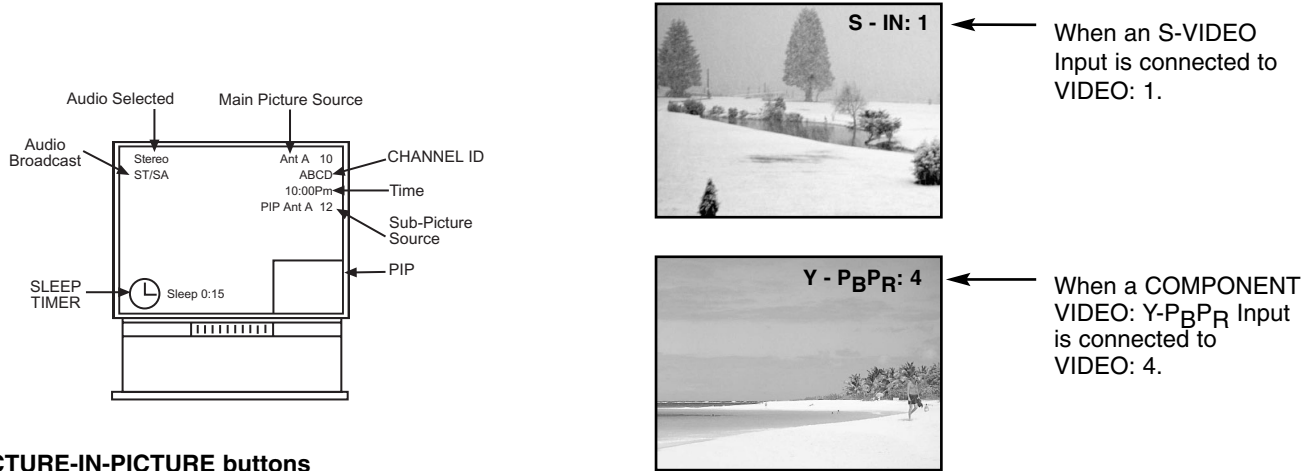 Audio Selected
Main Picture Source
Audio
Broadcast
Stereo
ST/SA
Ant A 10
ABCD
10:00Pm
PIP Ant A 12
CHANNEL ID
Time
Sub-Picture
Source
PIP
SLEEP
TIMER
Sleep 0:15
S - IN: 1
When an S-VIDEO
Input is connected to
VIDEO: 1.
Y - PBPR: 4
When a COMPONENT
VIDEO: Y-PBPR Input
is connected to
VIDEO: 4.
CTURE-IN-PICTURE buttons